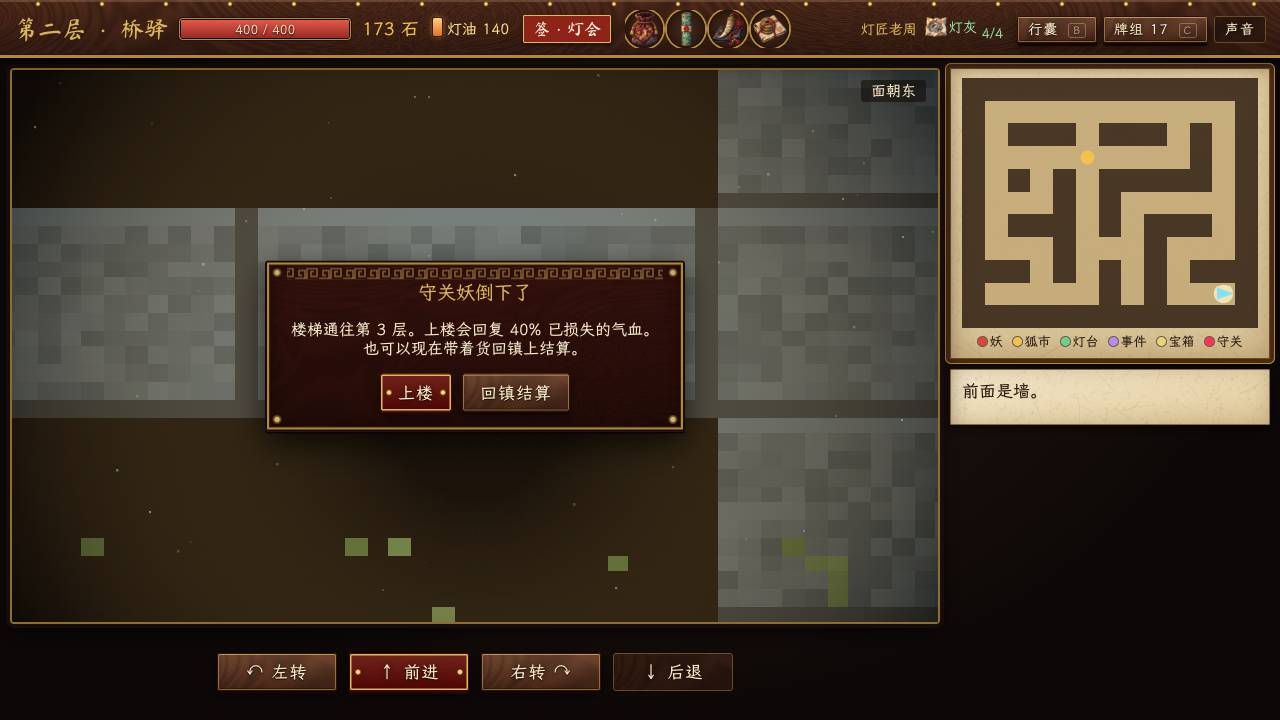 第二层 · 桥驿
400 / 400
173 石
灯油 140
签 · 灯会
灯匠老周
灯灰 4/4
行囊 B
牌组 17 C
声音
面朝东
守关妖倒下了
楼梯通往第 3 层。上楼会回复 40% 已损失的气血。
也可以现在带着货回镇上结算。
上楼
回镇结算
妖 狐市 灯台 事件 宝箱 守关
前面是墙。
↶ 左转
↑ 前进
右转 ↷
↓ 后退